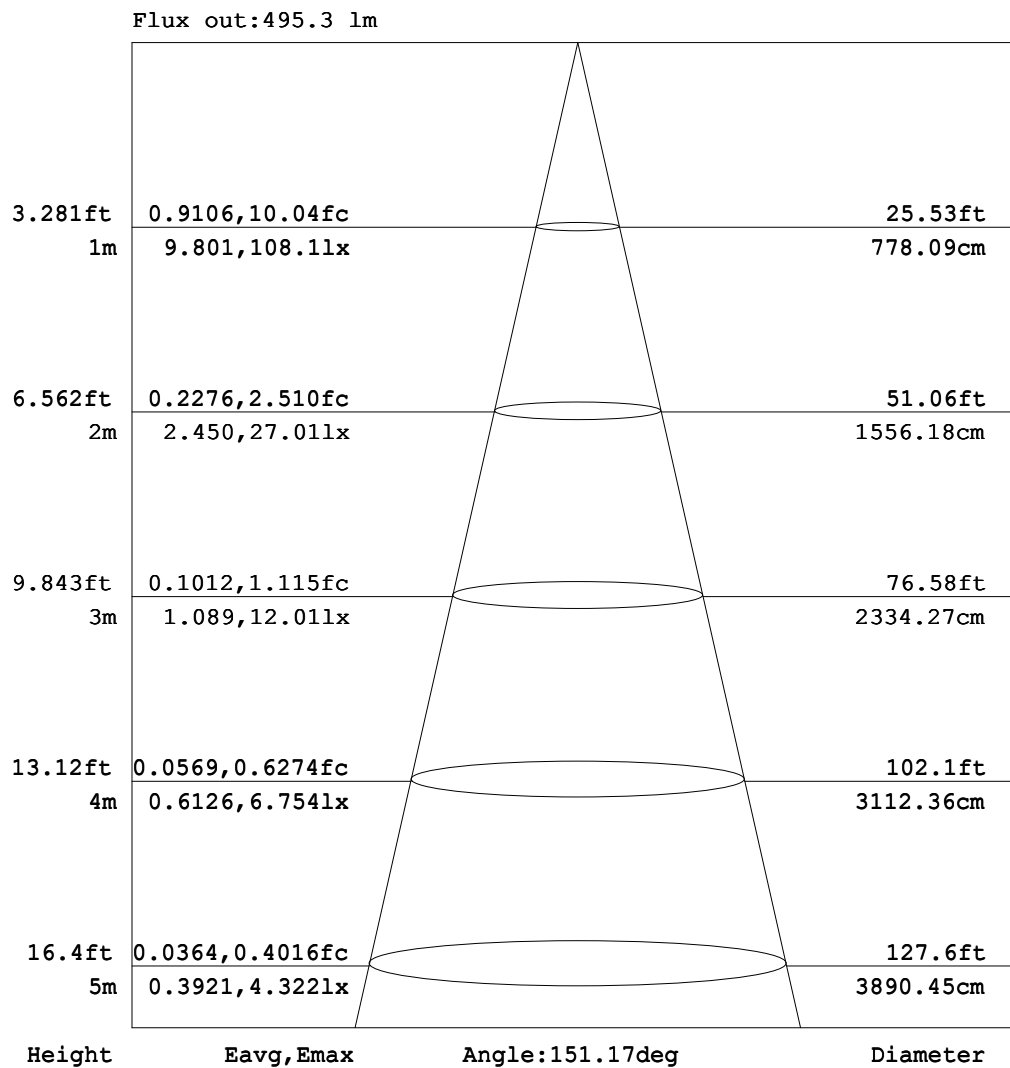 Flux out:495.3 lm
3.281ft 0.9106,10.04fc 25.53ft
1m 9.801,108.1lx 778.09cm
6.562ft 0.2276,2.510fc 51.06ft
2m 2.450,27.01lx 1556.18cm
9.843ft 0.1012,1.115fc 76.58ft
3m 1.089,12.01lx 2334.27cm
13.12ft 0.0569,0.6274fc 102.1ft
4m 0.6126,6.754lx 3112.36cm
16.4ft 0.0364,0.4016fc 127.6ft
5m 0.3921,4.322lx 3890.45cm
Height Eavg,Emax Angle:151.17deg Diameter